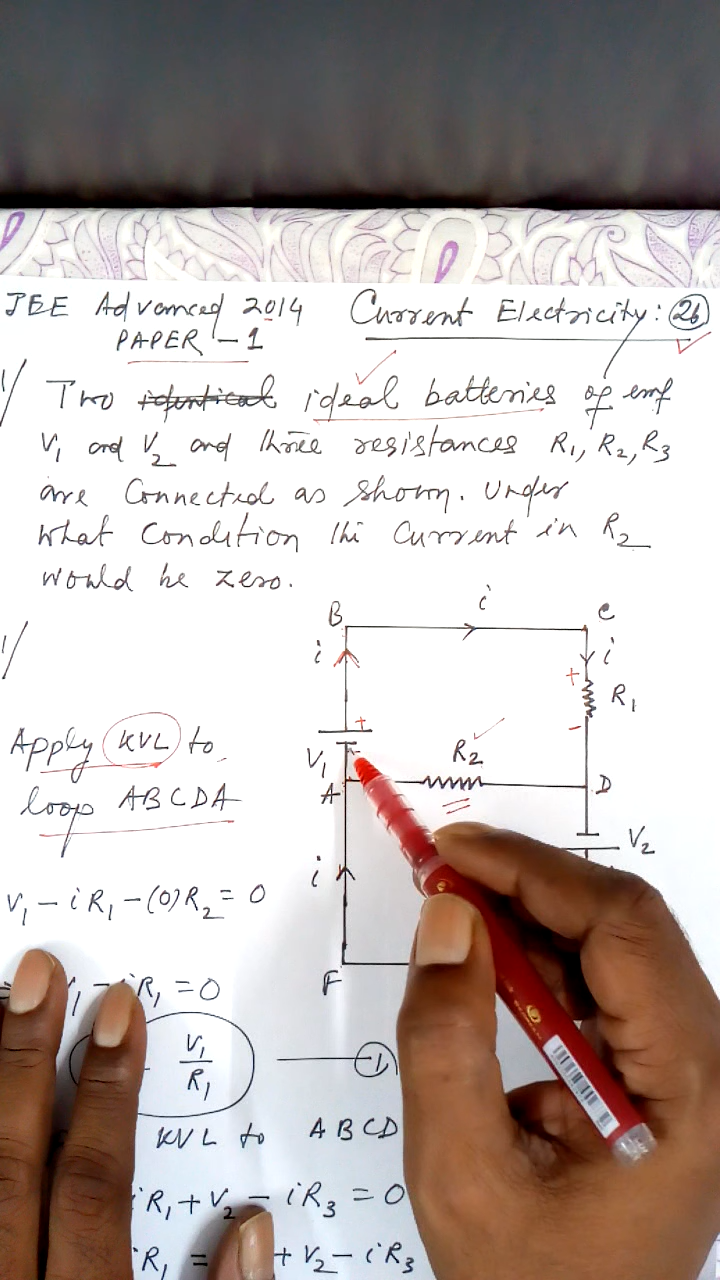 JEE Advanced 2014 Current Electricity: 26
PAPER - 1
Two identical ideal batteries of emf
V1 and V2 and three resistances R1, R2, R3
are connected as shown. Under
what condition the current in R2
would be zero.
B i C
i i
+
+ R1
-
Apply KVL to
V1 R2
loop ABCDA
A D
V2
i
V1 - iR1 - (0)R2 = 0
F
R1 = 0
V1
R1
1
KVL to ABCD
iR1 + V2 - iR3 = 0
iR1 = + V2 - iR3